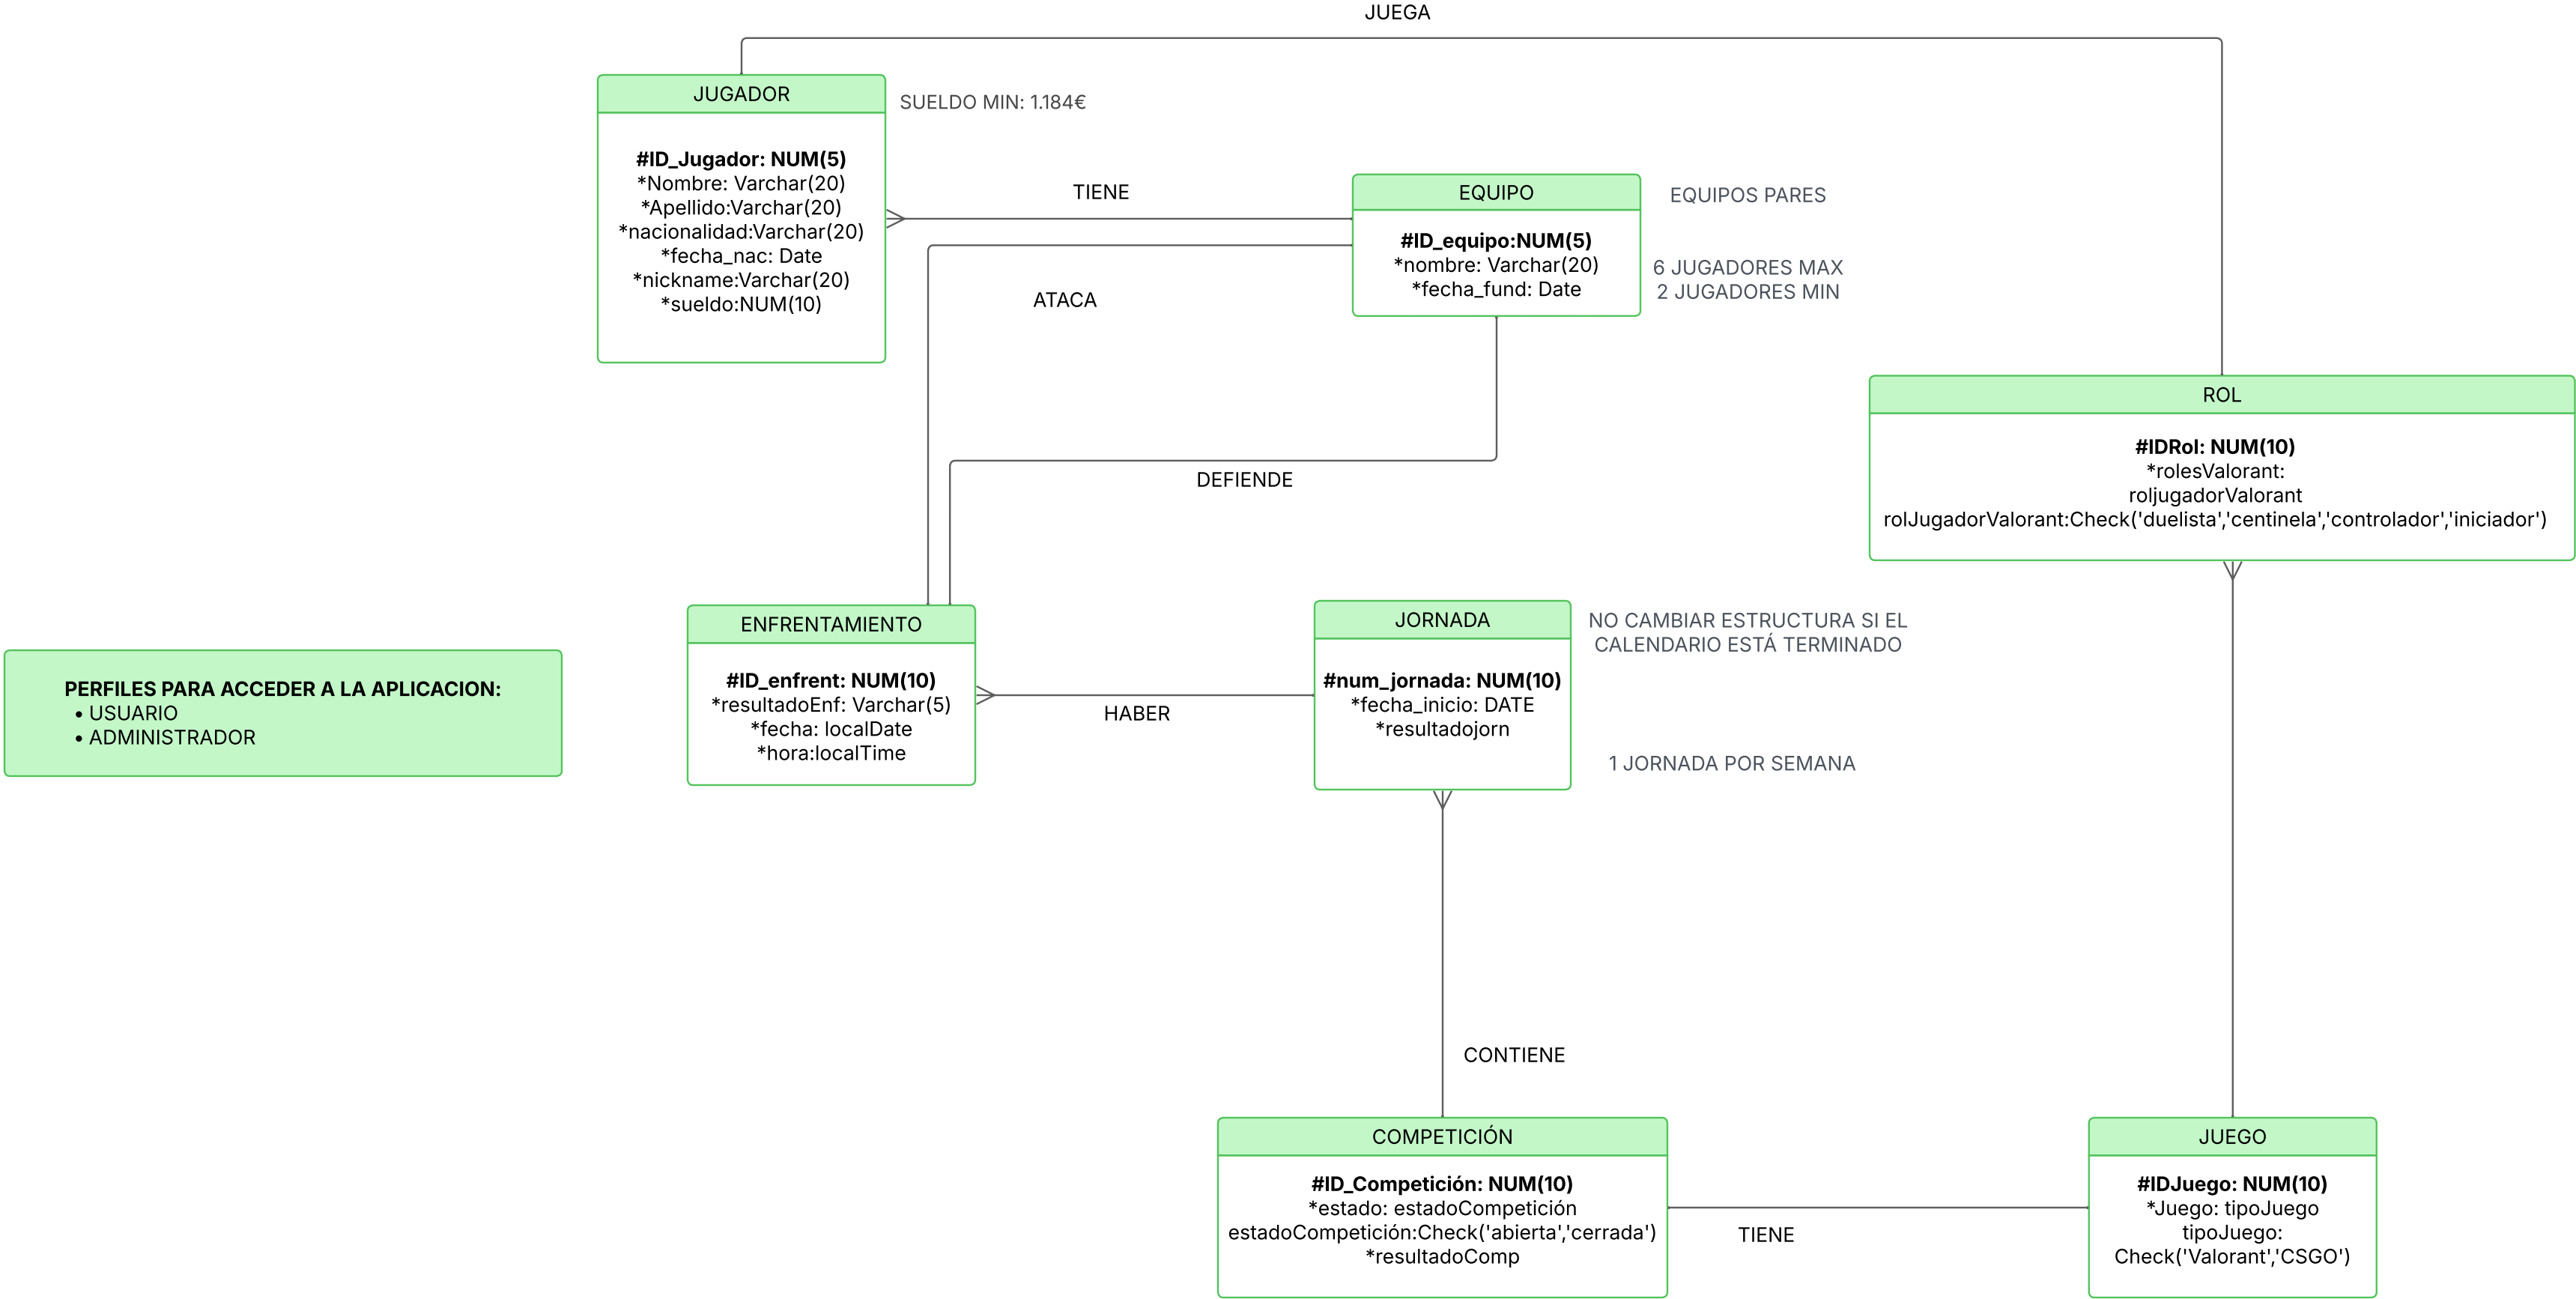 JUEGA
JUGADOR
SUELDO MIN: 1.184€
#ID_Jugador: NUM(5)
*Nombre: Varchar(20)
*Apellido:Varchar(20)
*nacionalidad:Varchar(20)
*fecha_nac: Date
*nickname:Varchar(20)
*sueldo:NUM(10)
TIENE
EQUIPO
#ID_equipo:NUM(5)
*nombre: Varchar(20)
*fecha_fund: Date
EQUIPOS PARES
6 JUGADORES MAX
2 JUGADORES MIN
ATACA
DEFIENDE
ROL
#IDRol: NUM(10)
*rolesValorant:
roljugadorValorant
rolJugadorValorant:Check('duelista','centinela','controlador','iniciador')
ENFRENTAMIENTO
#ID_enfrent: NUM(10)
*resultadoEnf: Varchar(5)
*fecha: localDate
*hora:localTime
HABER
JORNADA
#num_jornada: NUM(10)
*fecha_inicio: DATE
*resultadojorn
NO CAMBIAR ESTRUCTURA SI EL
CALENDARIO ESTÁ TERMINADO
1 JORNADA POR SEMANA
PERFILES PARA ACCEDER A LA APLICACION:
• USUARIO
• ADMINISTRADOR
CONTIENE
COMPETICIÓN
#ID_Competición: NUM(10)
*estado: estadoCompetición
estadoCompetición:Check('abierta','cerrada')
*resultadoComp
TIENE
JUEGO
#IDJuego: NUM(10)
*Juego: tipoJuego
tipoJuego:
Check('Valorant','CSGO')